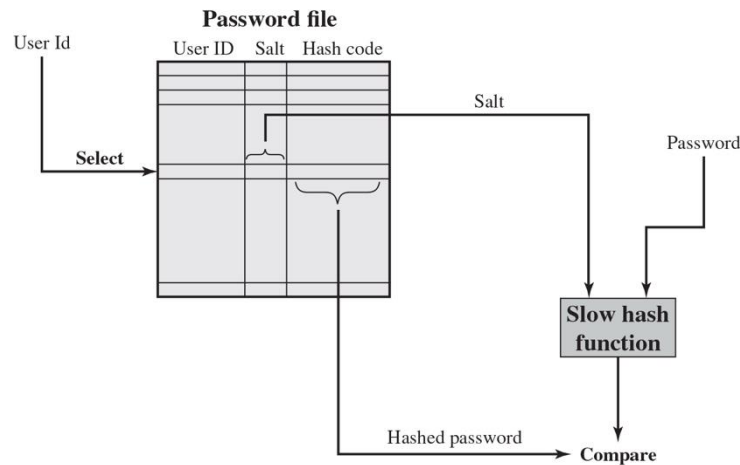 Password file
User Id
User ID Salt Hash code
Salt
Password
Select
Slow hash
function
Hashed password
Compare